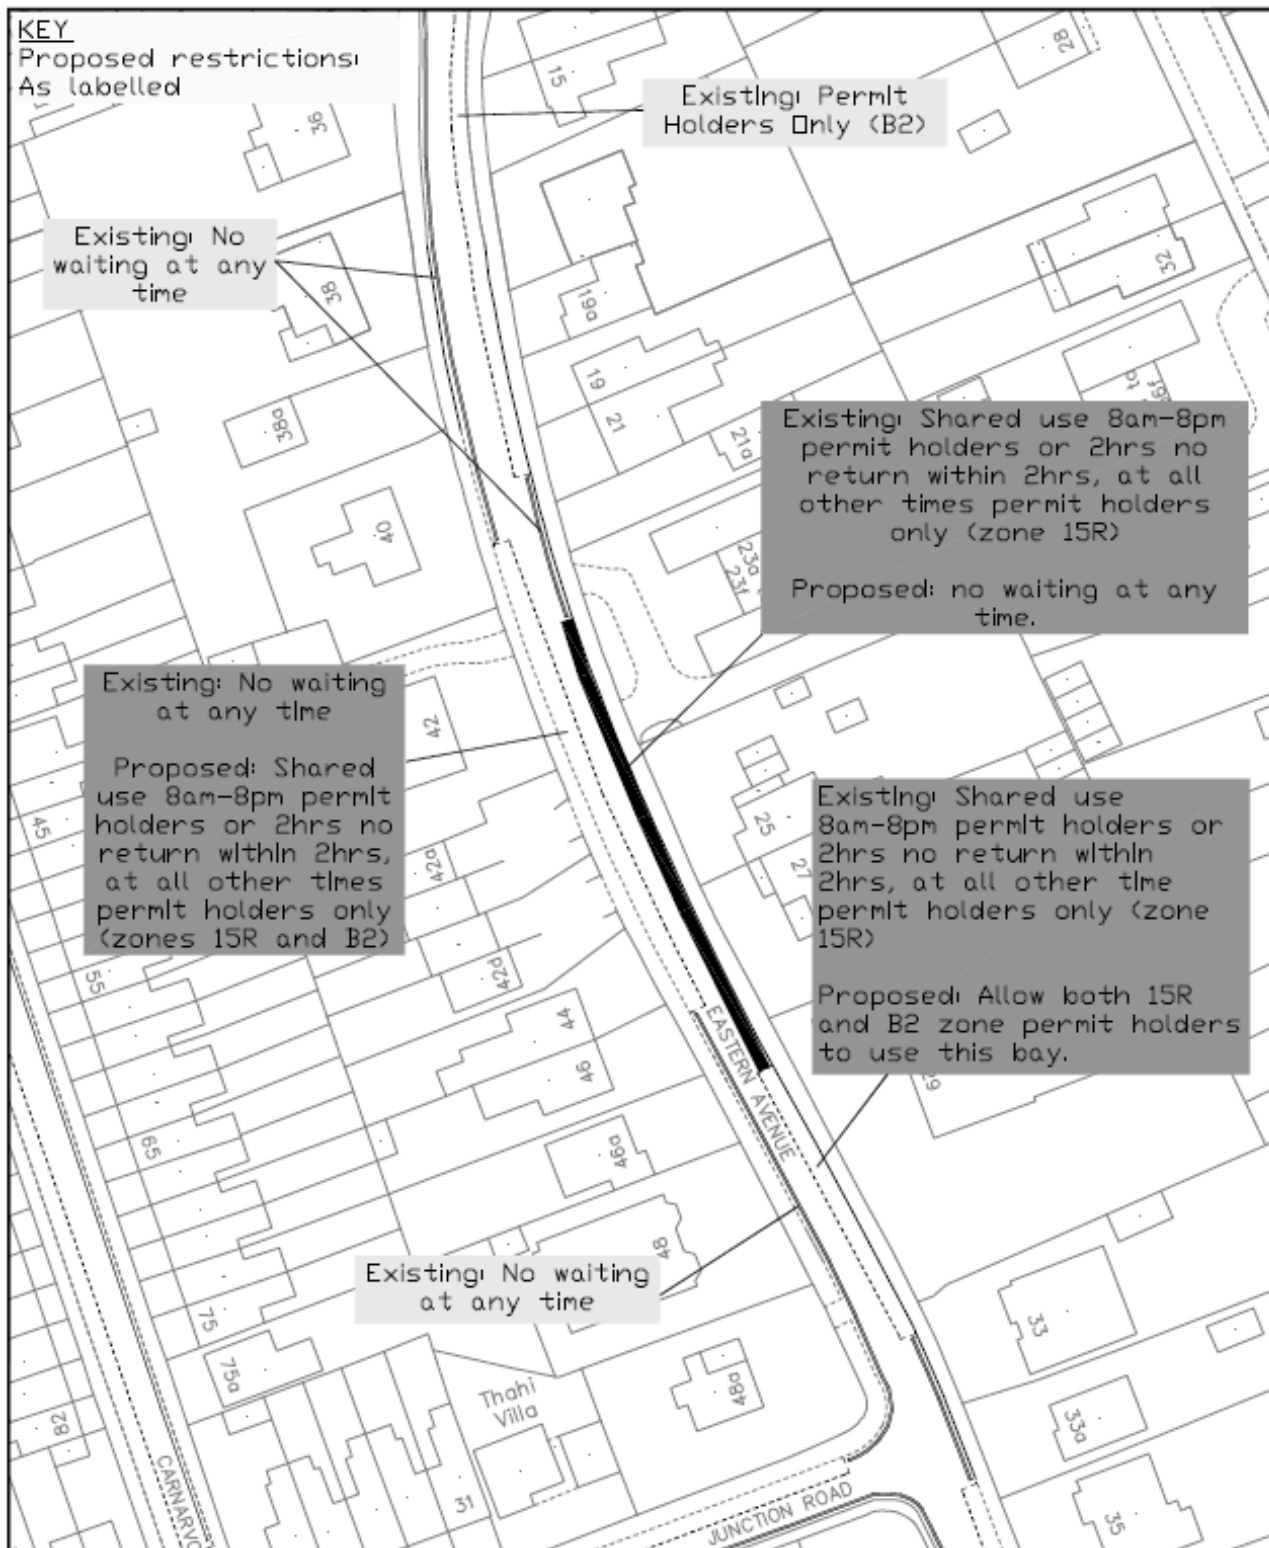 KEY
Proposed restrictions:
As labelled
15
28
36
Existing: Permit
Holders Only (B2)
Existing: No
waiting at any
time
38
32
19a
19
21
21a
38a
Existing: Shared use 8am-8pm
permit holders or 2hrs no
return within 2hrs, at all
other times permit holders
only (zone 15R)
Proposed: no waiting at any
time.
40
23a
23f
Existing: No waiting
at any time
Proposed: Shared
use 8am-8pm permit
holders or 2hrs no
return within 2hrs,
at all other times
permit holders only
(zones 15R and B2)
42
45
42a
25
27
Existing: Shared use
8am-8pm permit holders or
2hrs no return within
2hrs, at all other time
permit holders only (zone
15R)
Proposed: Allow both 15R
and B2 zone permit holders
to use this bay.
55
42d
44
46
EASTERN AVENUE
29
65
46a
48
Existing: No waiting
at any time
75
75a
33
48a
Thahi
Villa
82
33a
31
35
JUNCTION ROAD